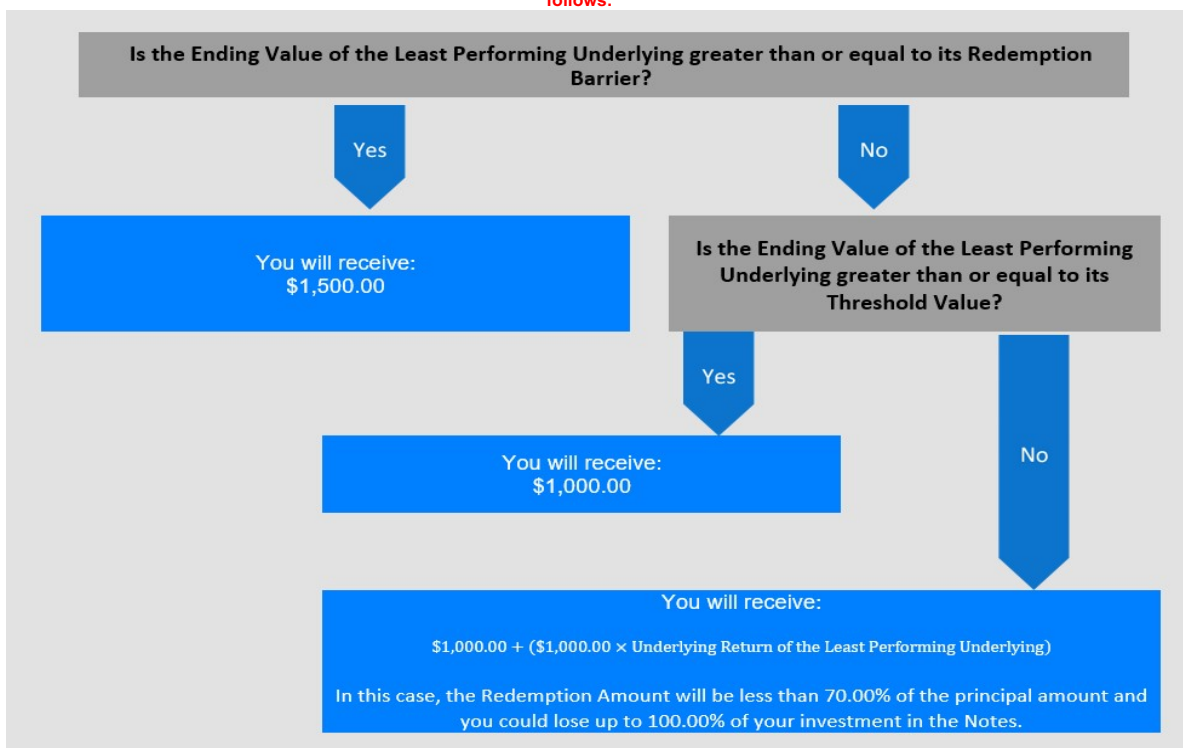 follows:
Is the Ending Value of the Least Performing Underlying greater than or equal to its Redemption
Barrier?
Yes
No
You will receive:
$1,500.00
Is the Ending Value of the Least Performing
Underlying greater than or equal to its
Threshold Value?
Yes
No
You will receive:
$1,000.00
You will receive:
$1,000.00 + ($1,000.00 × Underlying Return of the Least Performing Underlying)
In this case, the Redemption Amount will be less than 70.00% of the principal amount and
you could lose up to 100.00% of your investment in the Notes.